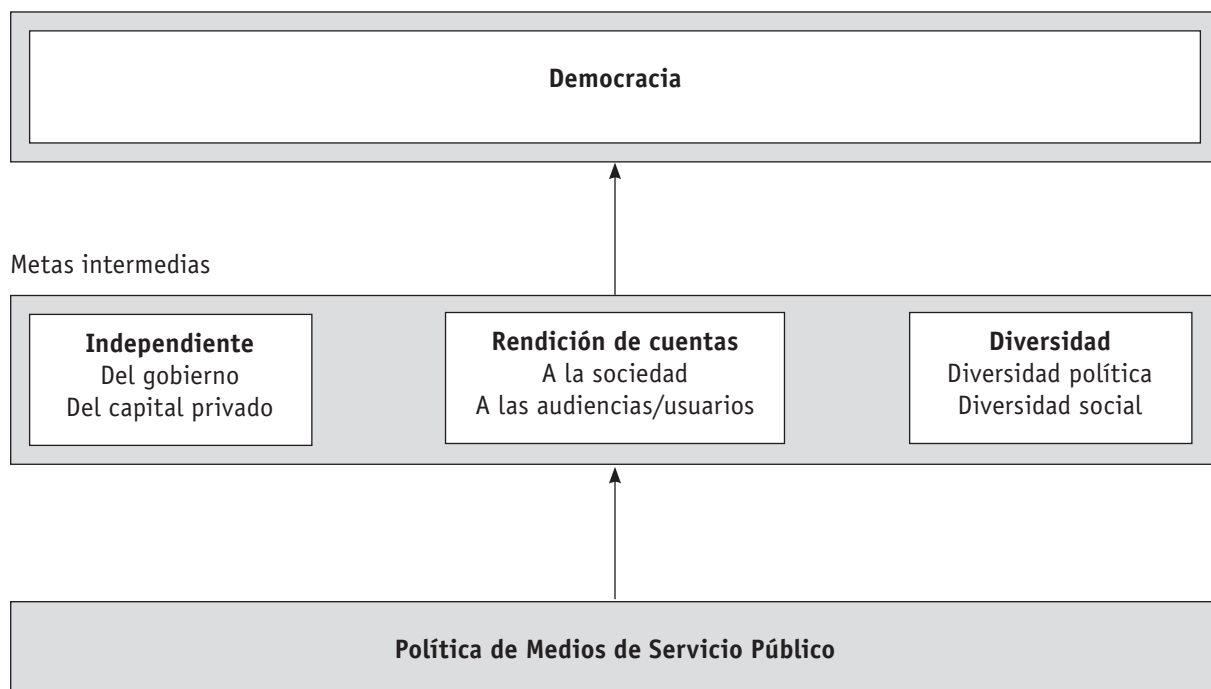 Democracia
Metas intermedias
Independiente
Del gobierno
Del capital privado
Rendición de cuentas
A la sociedad
A las audiencias/usuarios
Diversidad
Diversidad política
Diversidad social
Política de Medios de Servicio Público